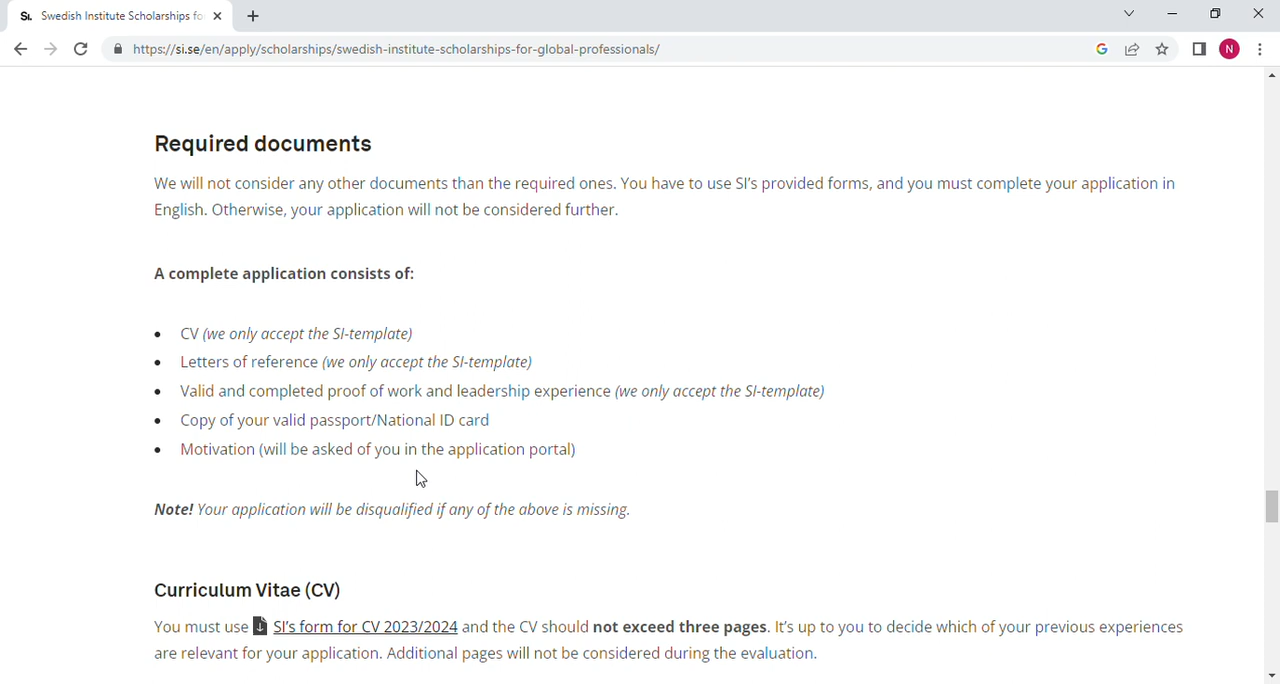 Si. Swedish Institute Scholarships fo
https://si.se/en/apply/scholarships/swedish-institute-scholarships-for-global-professionals/
G
N
Required documents
We will not consider any other documents than the required ones. You have to use SI's provided forms, and you must complete your application in
English. Otherwise, your application will not be considered further.
A complete application consists of:
• CV (we only accept the SI-template)
• Letters of reference (we only accept the SI-template)
• Valid and completed proof of work and leadership experience (we only accept the SI-template)
• Copy of your valid passport/National ID card
• Motivation (will be asked of you in the application portal)
Note! Your application will be disqualified if any of the above is missing.
Curriculum Vitae (CV)
You must use SI's form for CV 2023/2024 and the CV should not exceed three pages. It's up to you to decide which of your previous experiences
are relevant for your application. Additional pages will not be considered during the evaluation.